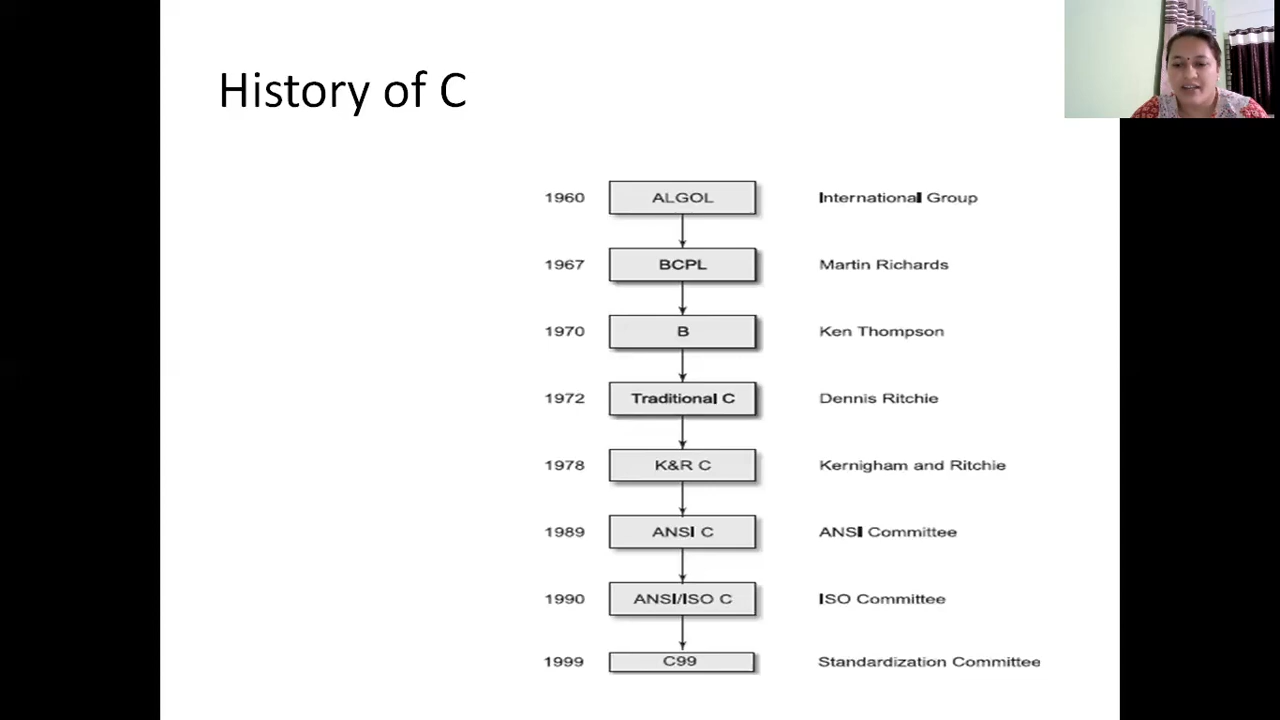 History of C
1960 ALGOL International Group
1967 BCPL Martin Richards
1970 B Ken Thompson
1972 Traditional C Dennis Ritchie
1978 K&R C Kernigham and Ritchie
1989 ANSI C ANSI Committee
1990 ANSI/ISO C ISO Committee
1999 C99 Standardization Committee